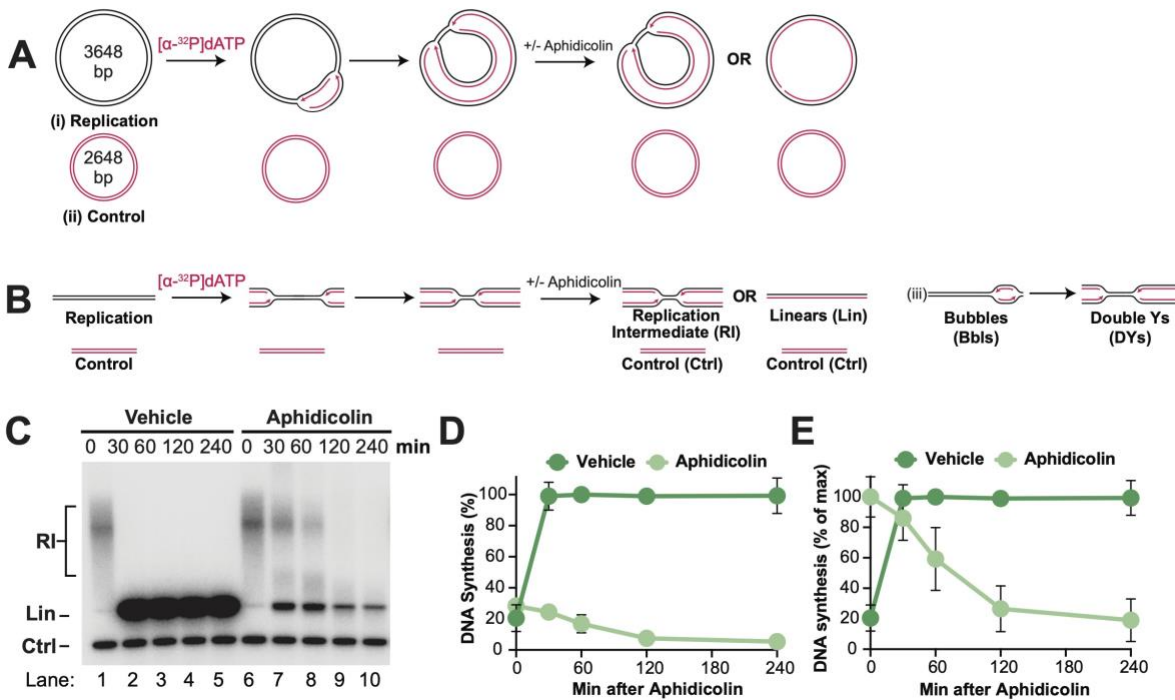 A
3648
bp
(i) Replication
[α-³²P]dATP
+/- Aphidicolin
OR
2648
bp
(ii) Control
B
Replication
Control
[α-³²P]dATP
+/- Aphidicolin
Replication
Intermediate (RI)
OR
Linears (Lin)
Control (Ctrl)
Control (Ctrl)
(iii)
Bubbles
(Bbls)
Double Ys
(DYs)
C
Vehicle
Aphidicolin
0 30 60 120 240 0 30 60 120 240 min
RI
Lin
Ctrl
Lane: 1 2 3 4 5 6 7 8 9 10
D
Vehicle
Aphidicolin
DNA Synthesis (%)
100
80
60
40
20
0
0 60 120 180 240
Min after Aphidicolin
E
Vehicle
Aphidicolin
DNA synthesis (% of max)
100
80
60
40
20
0
0 60 120 180 240
Min after Aphidicolin